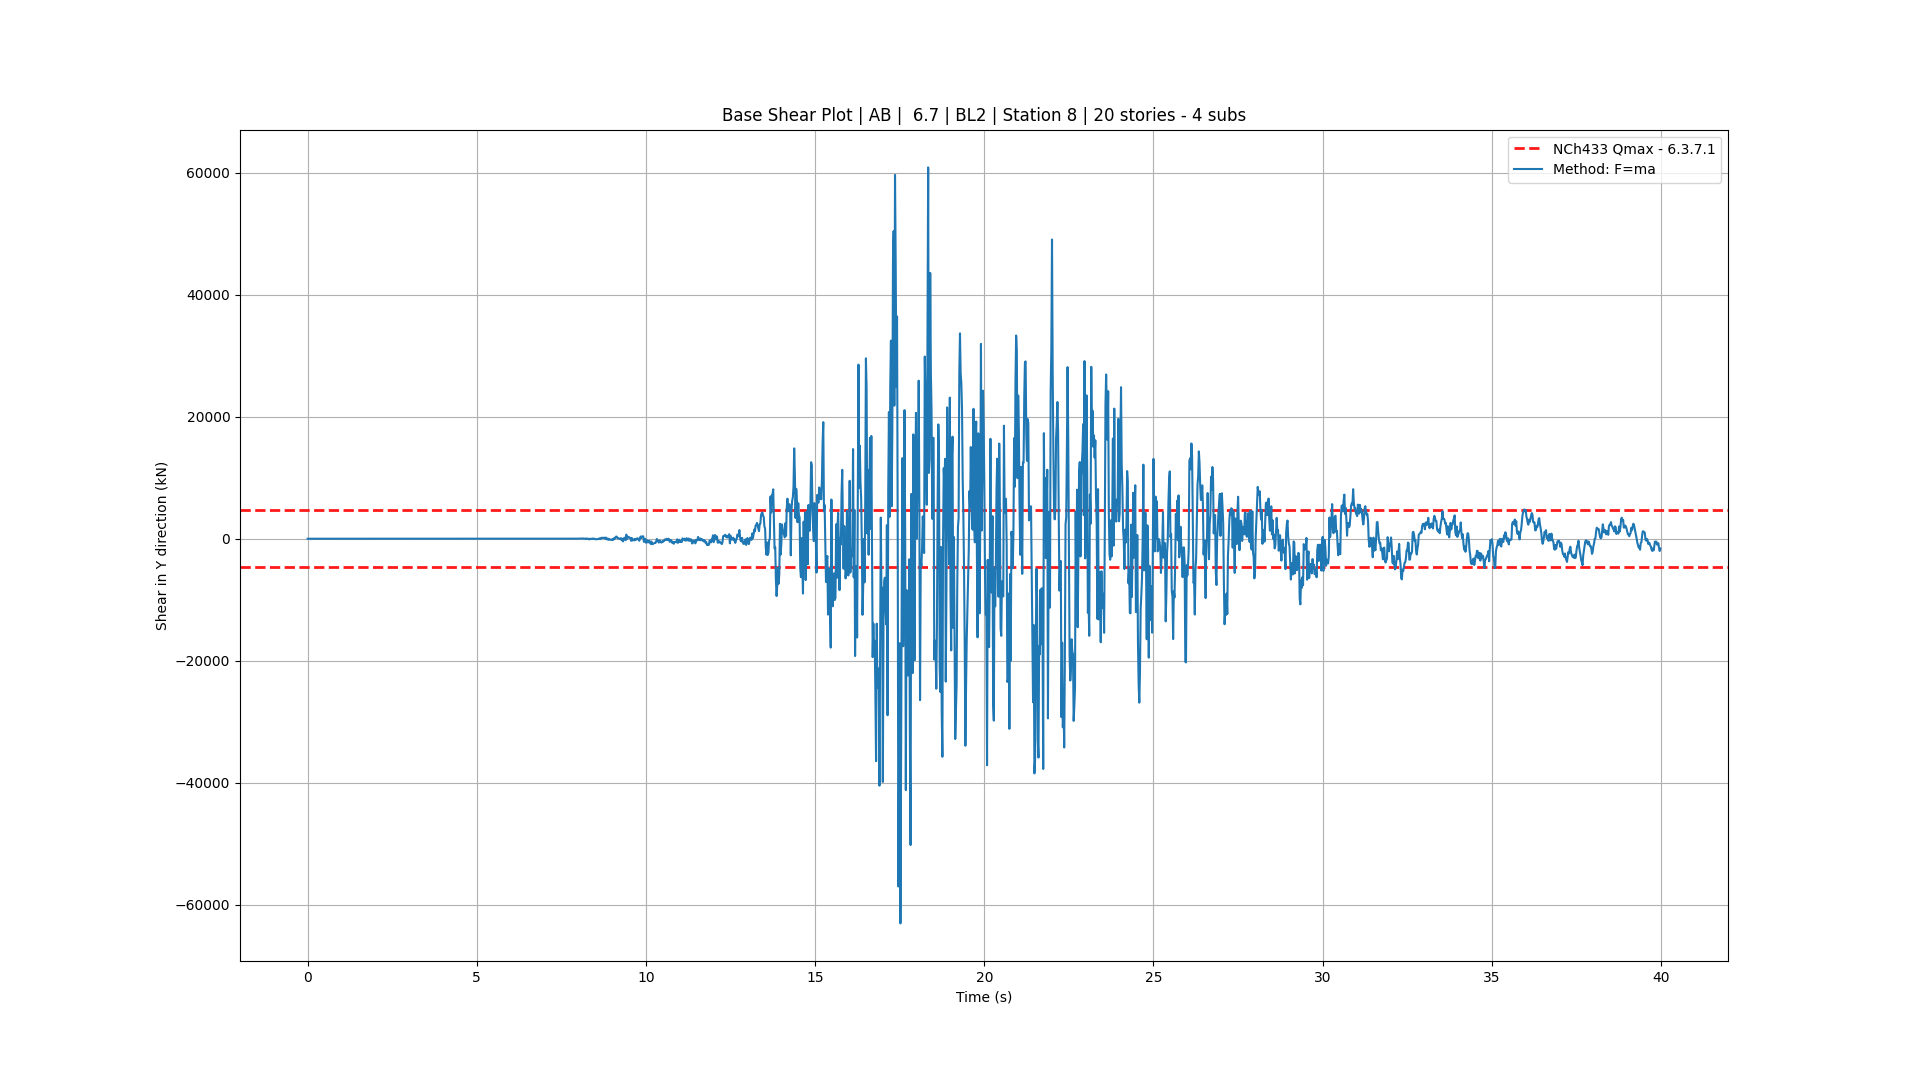 Base Shear Plot | AB |  6.7 | BL2 | Station 8 | 20 stories - 4 subs
NCh433 Qmax - 6.3.7.1
Method: F=ma
60000
40000
20000
0
−20000
−40000
−60000
Shear in Y direction (kN)
0 5 10 15 20 25 30 35 40
Time (s)